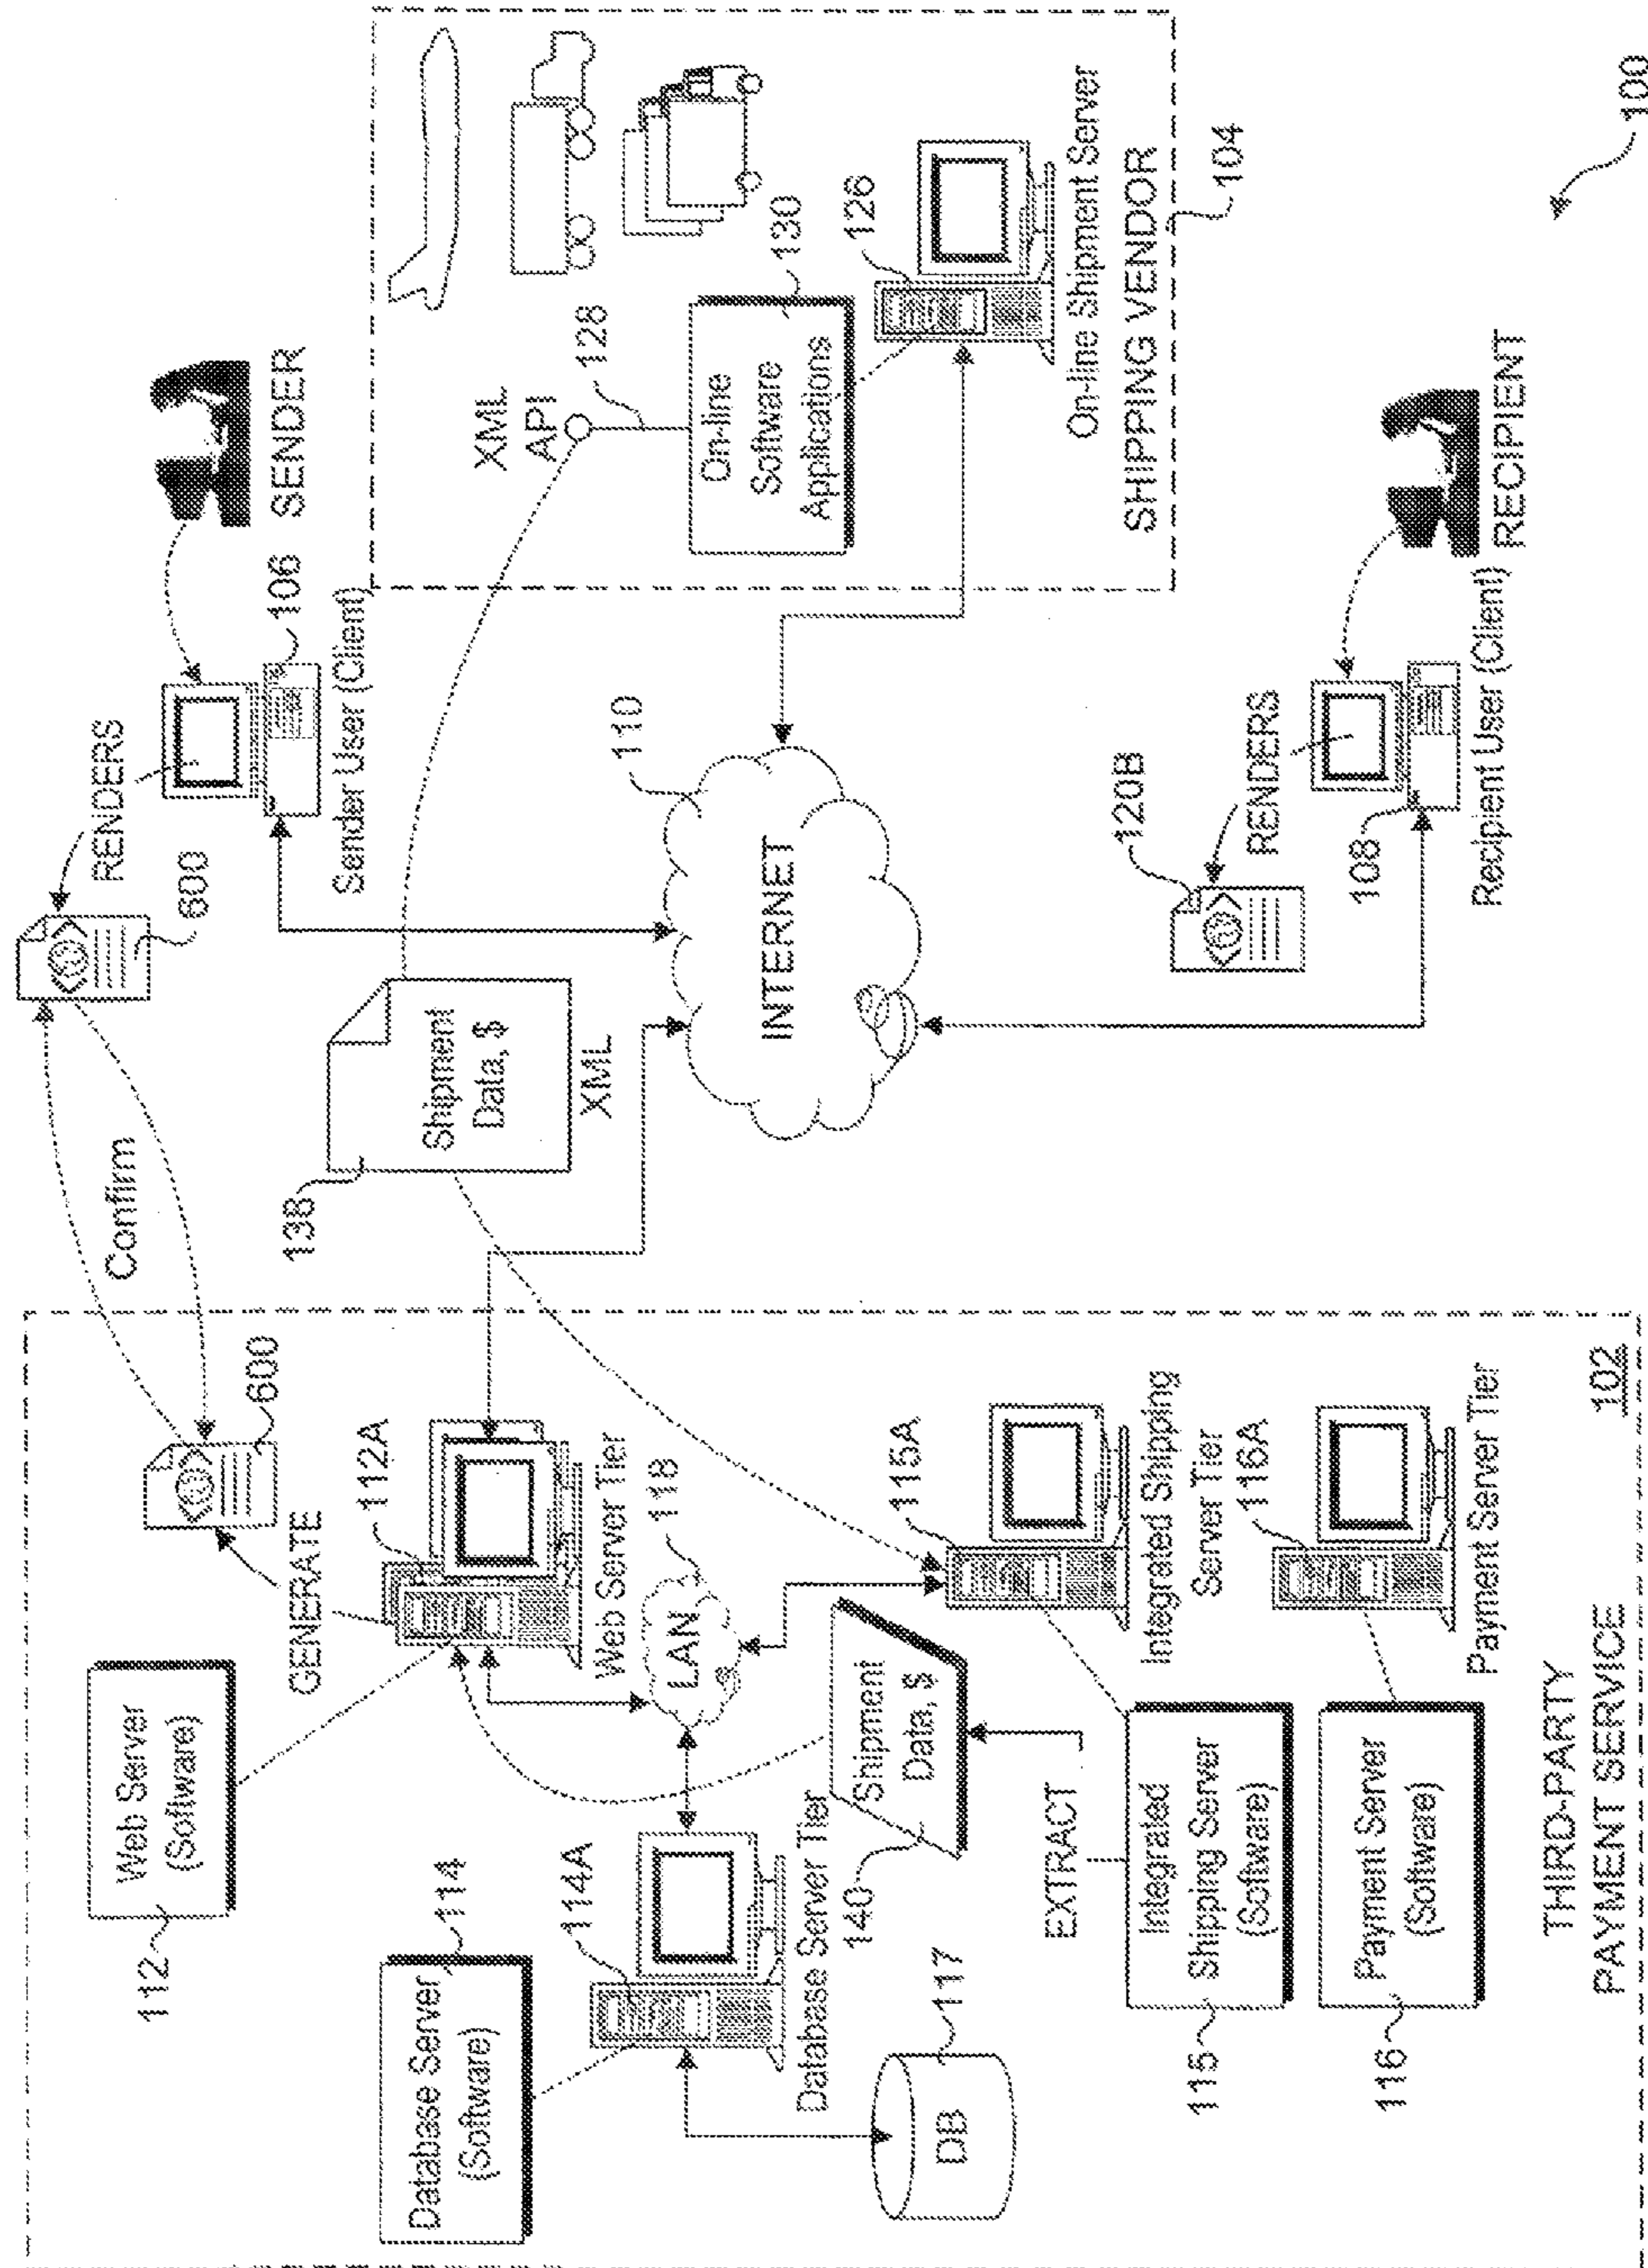 Web Server
(Software)
112
GENERATE
600
Confirm
600
RENDERS
SENDER
106
Sender User (Client)
Database Server
(Software)
114
114A
Database Server Tier
DB
117
112A
Web Server Tier
LAN
118
138
Shipment
Data, $
XML
INTERNET
110
XML
API
128
On-line
Software
Applications
130
126
On-line Shipment Server
SHIPPING VENDOR
104
Shipment
Data, $
140
EXTRACT
115A
Integrated Shipping
Server Tier
Integrated
Shipping Server
(Software)
115
116A
Payment Server Tier
Payment Server
(Software)
116
THIRD-PARTY
PAYMENT SERVICE
102
120B
RENDERS
108
Recipient User (Client)
RECIPIENT
100